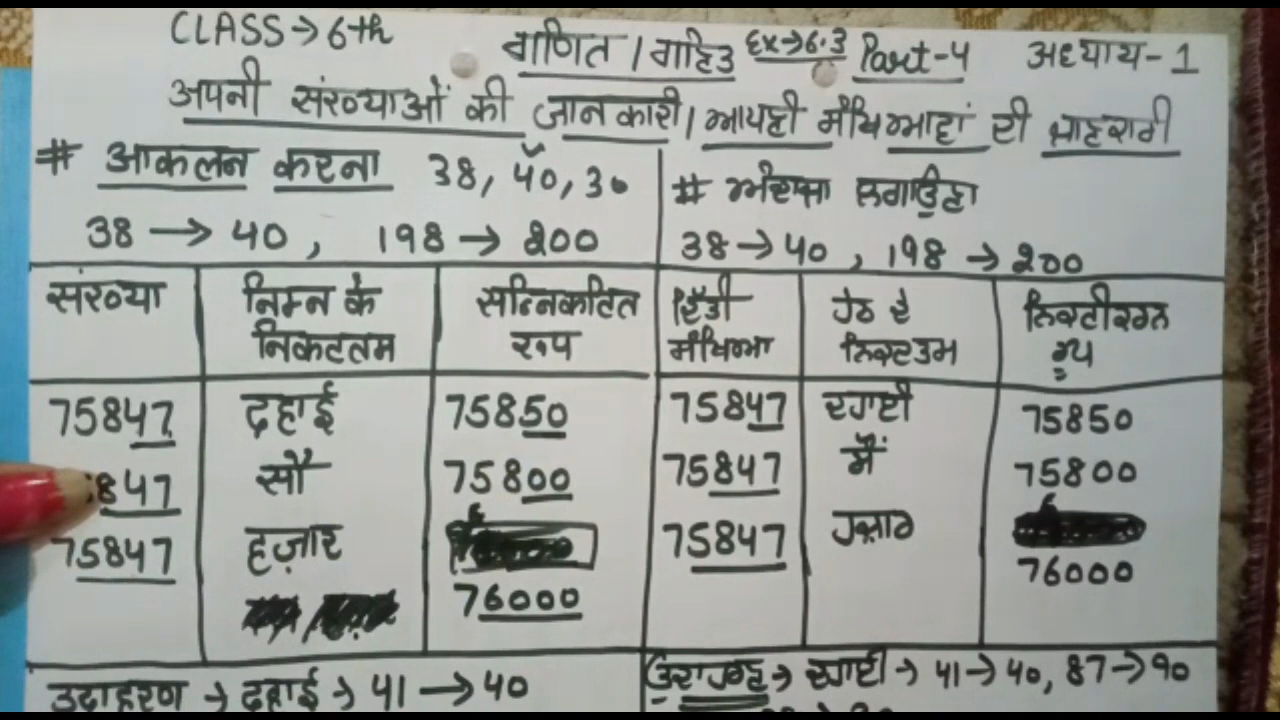 CLASS→6th गणित / ਗਣਿਤ Ex→6.3 Part-4 अध्याय-1
अपनी संख्याओं की जानकारी / ਆਪਣੀ ਸੰਖਿਆਵਾਂ ਦੀ ਜਾਣਕਾਰੀ
# आकलन करना 38, 40, 30
38 → 40, 198 → 200
संख्या | निम्न के निकटतम | सन्निकटित रूप
75847 | दहाई | 75850
847 | सौ | 75800
75847 | हज़ार
76000
उदाहरण → दहाई → 41 → 40
# ਅੰਦਾਜ਼ਾ ਲਗਾਉਣਾ
38 → 40, 198 → 200
ਦਿੱਤੀ ਸੰਖਿਆ | ਹੇਠ ਦੇ ਨਿਕਟਤਮ | ਨਿਕਟੀਕਰਨ ਰੂਪ
75847 | ਦਹਾਈ | 75850
75847 | ਸੌ | 75800
75847 | ਹਜ਼ਾਰ
76000
ਉਦਾਹਰਣ → ਦਹਾਈ → 41 → 40, 87 → 90